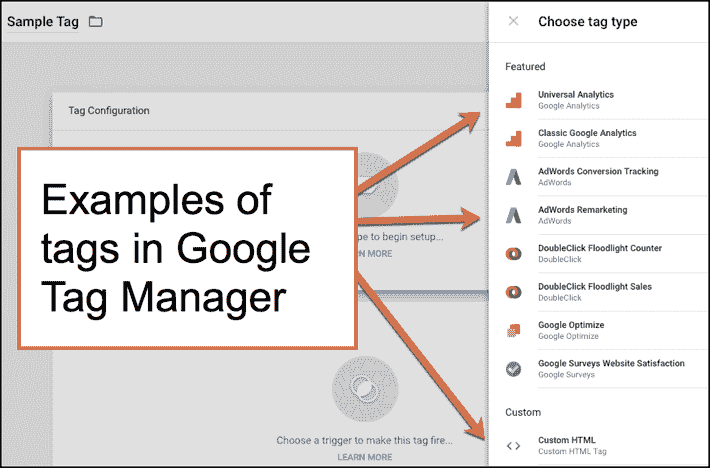 Sample Tag
Choose tag type
Featured
Tag Configuration
Universal Analytics
Google Analytics
Classic Google Analytics
Google Analytics
AdWords Conversion Tracking
AdWords
AdWords Remarketing
AdWords
DoubleClick Floodlight Counter
DoubleClick
DoubleClick Floodlight Sales
DoubleClick
Google Optimize
Google Optimize
Google Surveys Website Satisfaction
Google Surveys
Custom
Custom HTML
Custom HTML Tag
Examples of
tags in Google
Tag Manager
to begin setup...
MORE
Choose a trigger to make this tag fire...
LEARN MORE